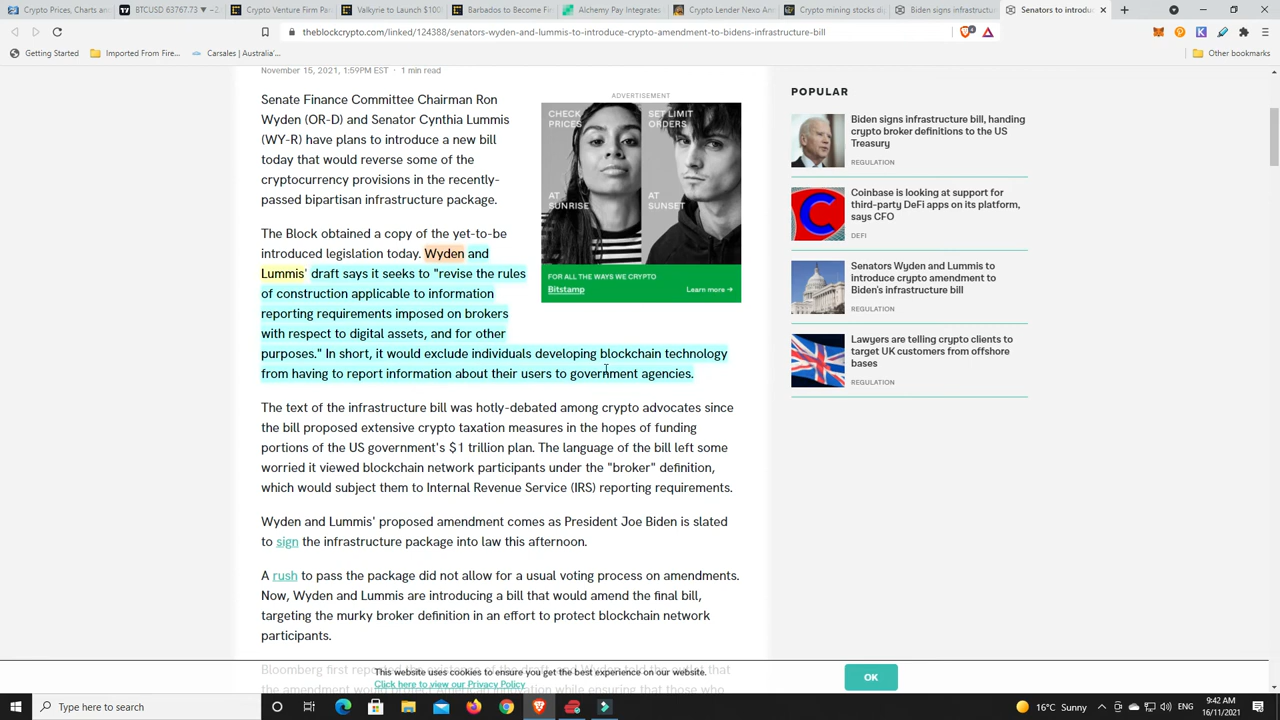 Crypto Prices, Charts and
BTCUSD 63767.73 ▼
Crypto Venture Firm Pa
Valkyrie to Launch $100
Barbados to Become Fi
Alchemy Pay Integrates
Crypto Lender Nexo Ann
Crypto mining stocks di
Biden signs infrastruct
Senators to introdu
theblockcrypto.com/linked/124388/senators-wyden-and-lummis-to-introduce-crypto-amendment-to-bidens-infrastructure-bill
Getting Started
Imported From Fire...
Carsales | Australia'...
Other bookmarks
November 15, 2021, 1:59PM EST · 1 min read
Senate Finance Committee Chairman Ron
Wyden (OR-D) and Senator Cynthia Lummis
(WY-R) have plans to introduce a new bill
today that would reverse some of the
cryptocurrency provisions in the recently-
passed bipartisan infrastructure package.
The Block obtained a copy of the yet-to-be
introduced legislation today. Wyden and
Lummis' draft says it seeks to "revise the rules
of construction applicable to information
reporting requirements imposed on brokers
with respect to digital assets, and for other
purposes." In short, it would exclude individuals developing blockchain technology
from having to report information about their users to government agencies.
The text of the infrastructure bill was hotly-debated among crypto advocates since
the bill proposed extensive crypto taxation measures in the hopes of funding
portions of the US government's $1 trillion plan. The language of the bill left some
worried it viewed blockchain network participants under the "broker" definition,
which would subject them to Internal Revenue Service (IRS) reporting requirements.
Wyden and Lummis' proposed amendment comes as President Joe Biden is slated
to sign the infrastructure package into law this afternoon.
A rush to pass the package did not allow for a usual voting process on amendments.
Now, Wyden and Lummis are introducing a bill that would amend the final bill,
targeting the murky broker definition in an effort to protect blockchain network
participants.
ADVERTISEMENT
CHECK
PRICES
SET LIMIT
ORDERS
AT
SUNRISE
AT
SUNSET
FOR ALL THE WAYS WE CRYPTO
Bitstamp
Learn more →
POPULAR
Biden signs infrastructure bill, handing
crypto broker definitions to the US
Treasury
REGULATION
Coinbase is looking at support for
third-party DeFi apps on its platform,
says CFO
DEFI
Senators Wyden and Lummis to
introduce crypto amendment to
Biden's infrastructure bill
REGULATION
Lawyers are telling crypto clients to
target UK customers from offshore
bases
REGULATION
This website uses cookies to ensure you get the best experience on our website.
Click here to view our Privacy Policy
OK
Type here to search
16°C Sunny
ENG
9:42 AM
16/11/2021